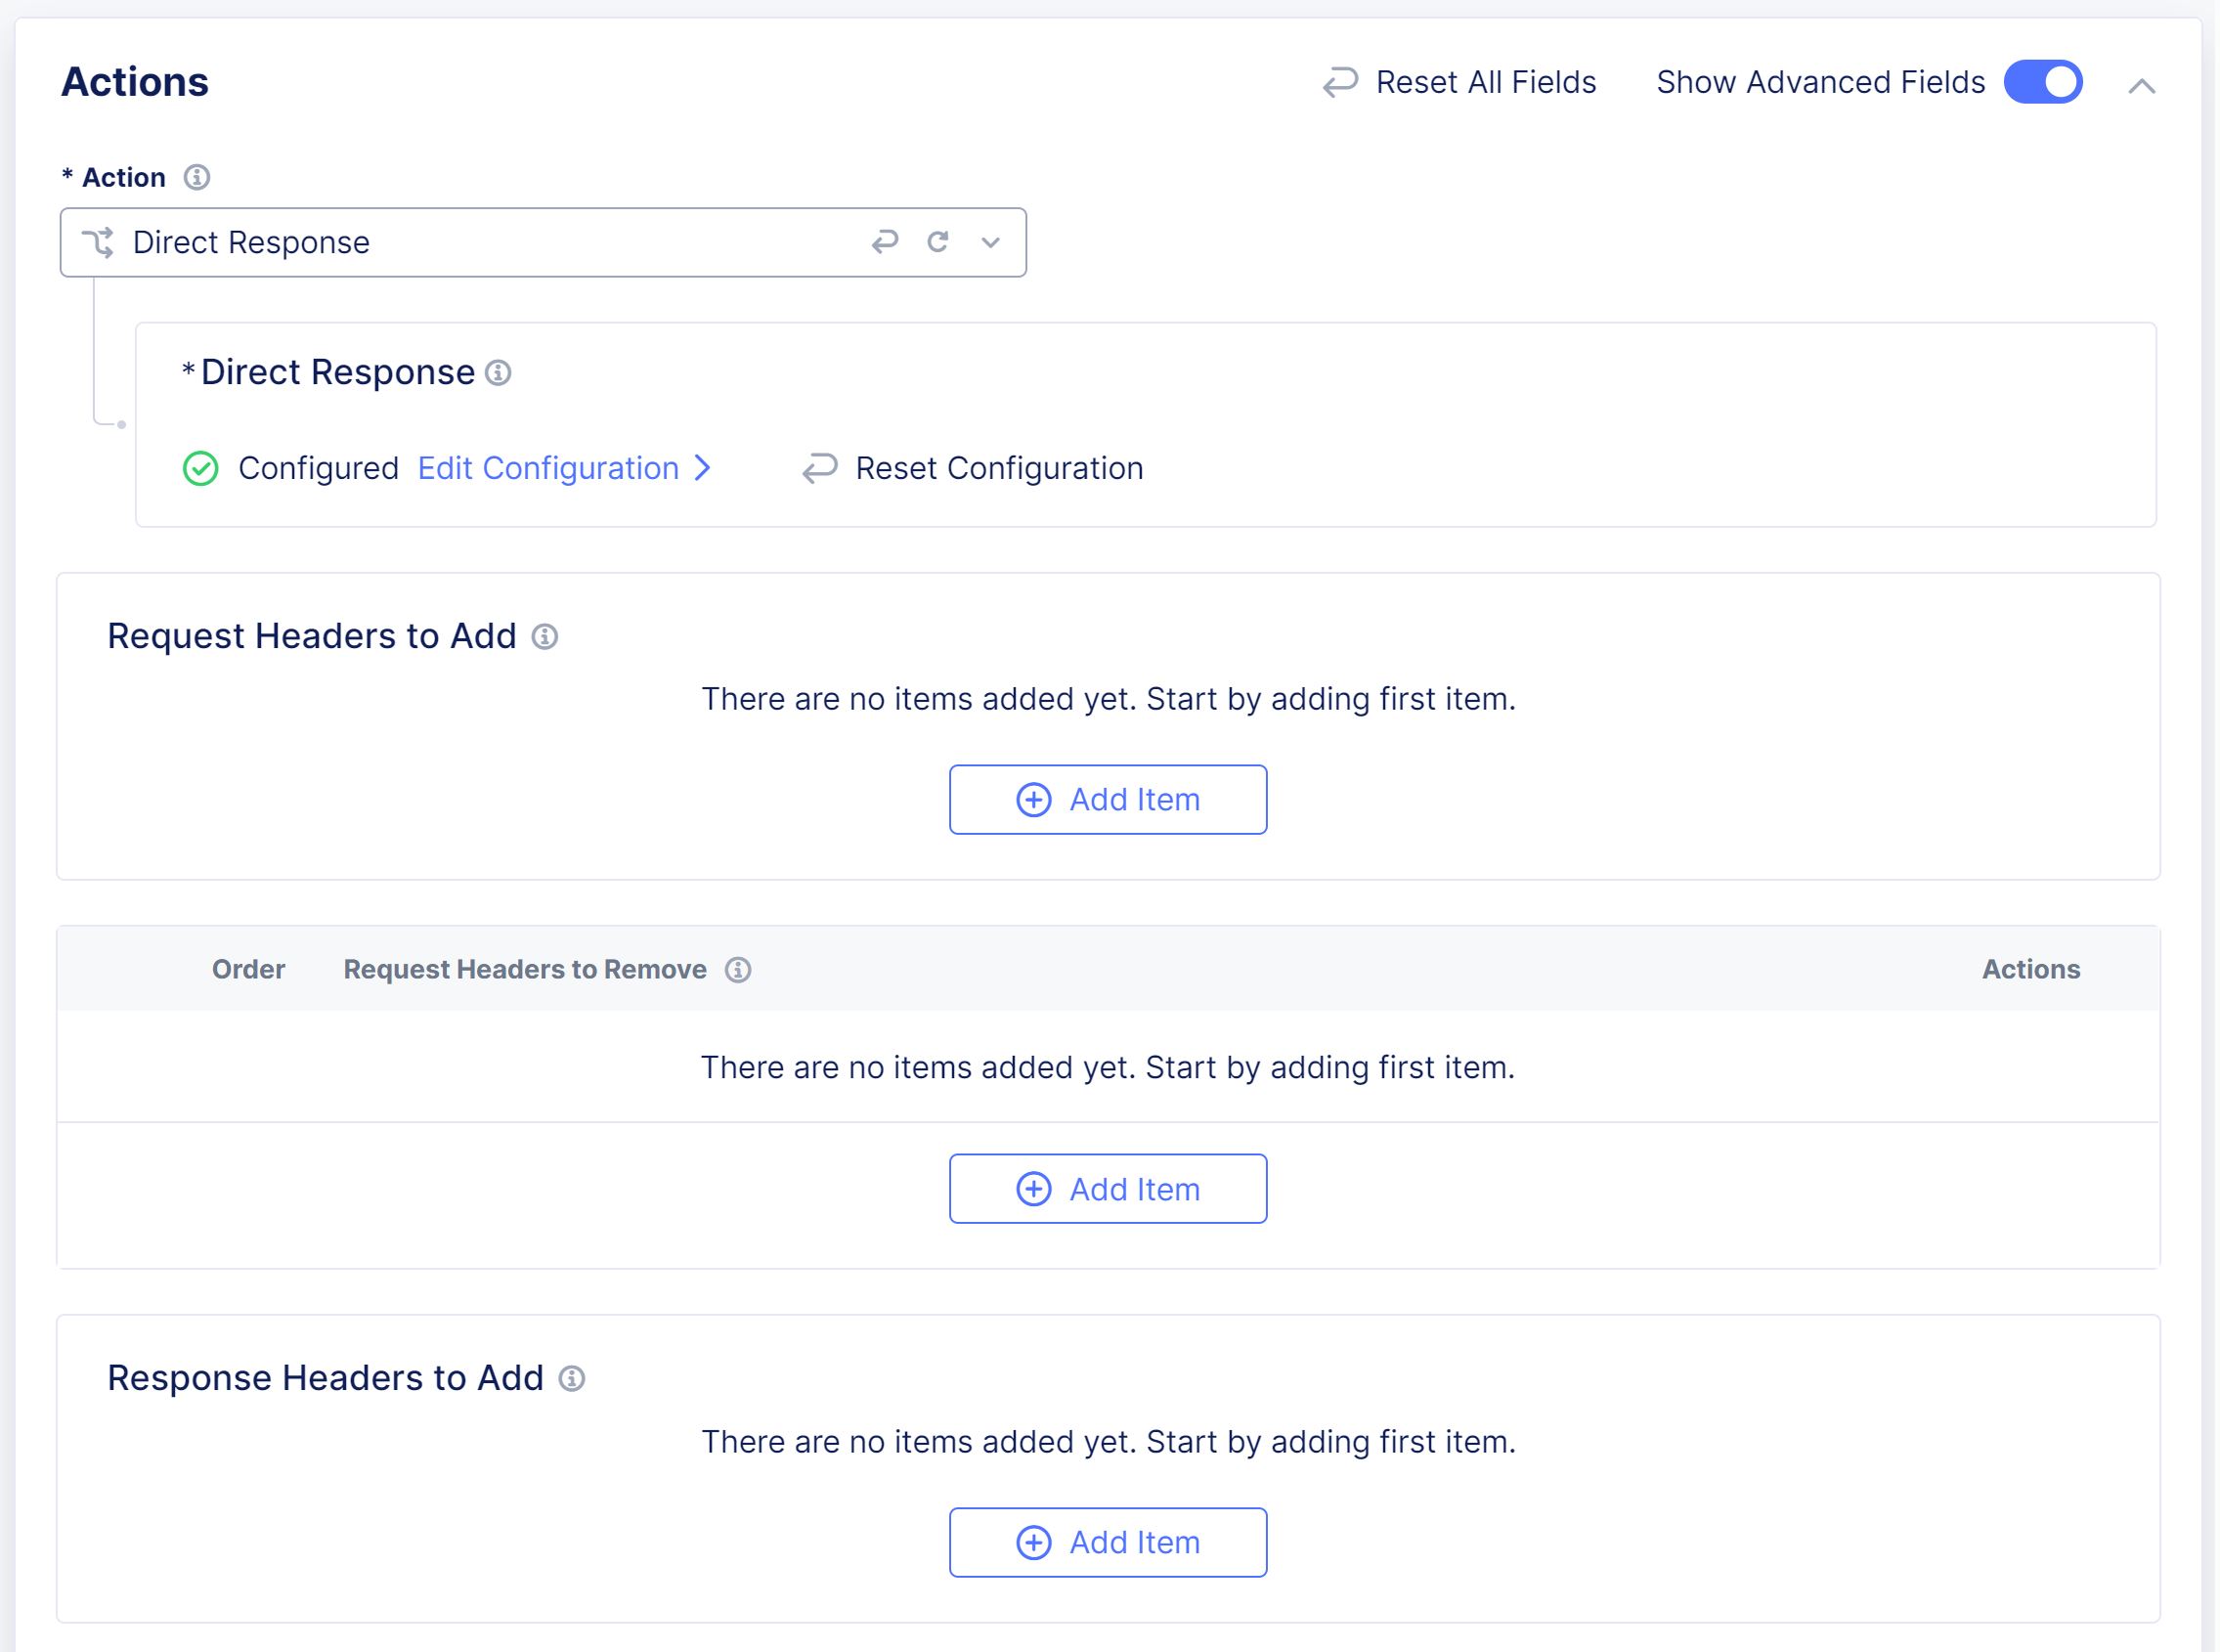 Actions
Reset All Fields
Show Advanced Fields
* Action
Direct Response
* Direct Response
Configured Edit Configuration
Reset Configuration
Request Headers to Add
There are no items added yet. Start by adding first item.
Add Item
Order Request Headers to Remove Actions
There are no items added yet. Start by adding first item.
Add Item
Response Headers to Add
There are no items added yet. Start by adding first item.
Add Item